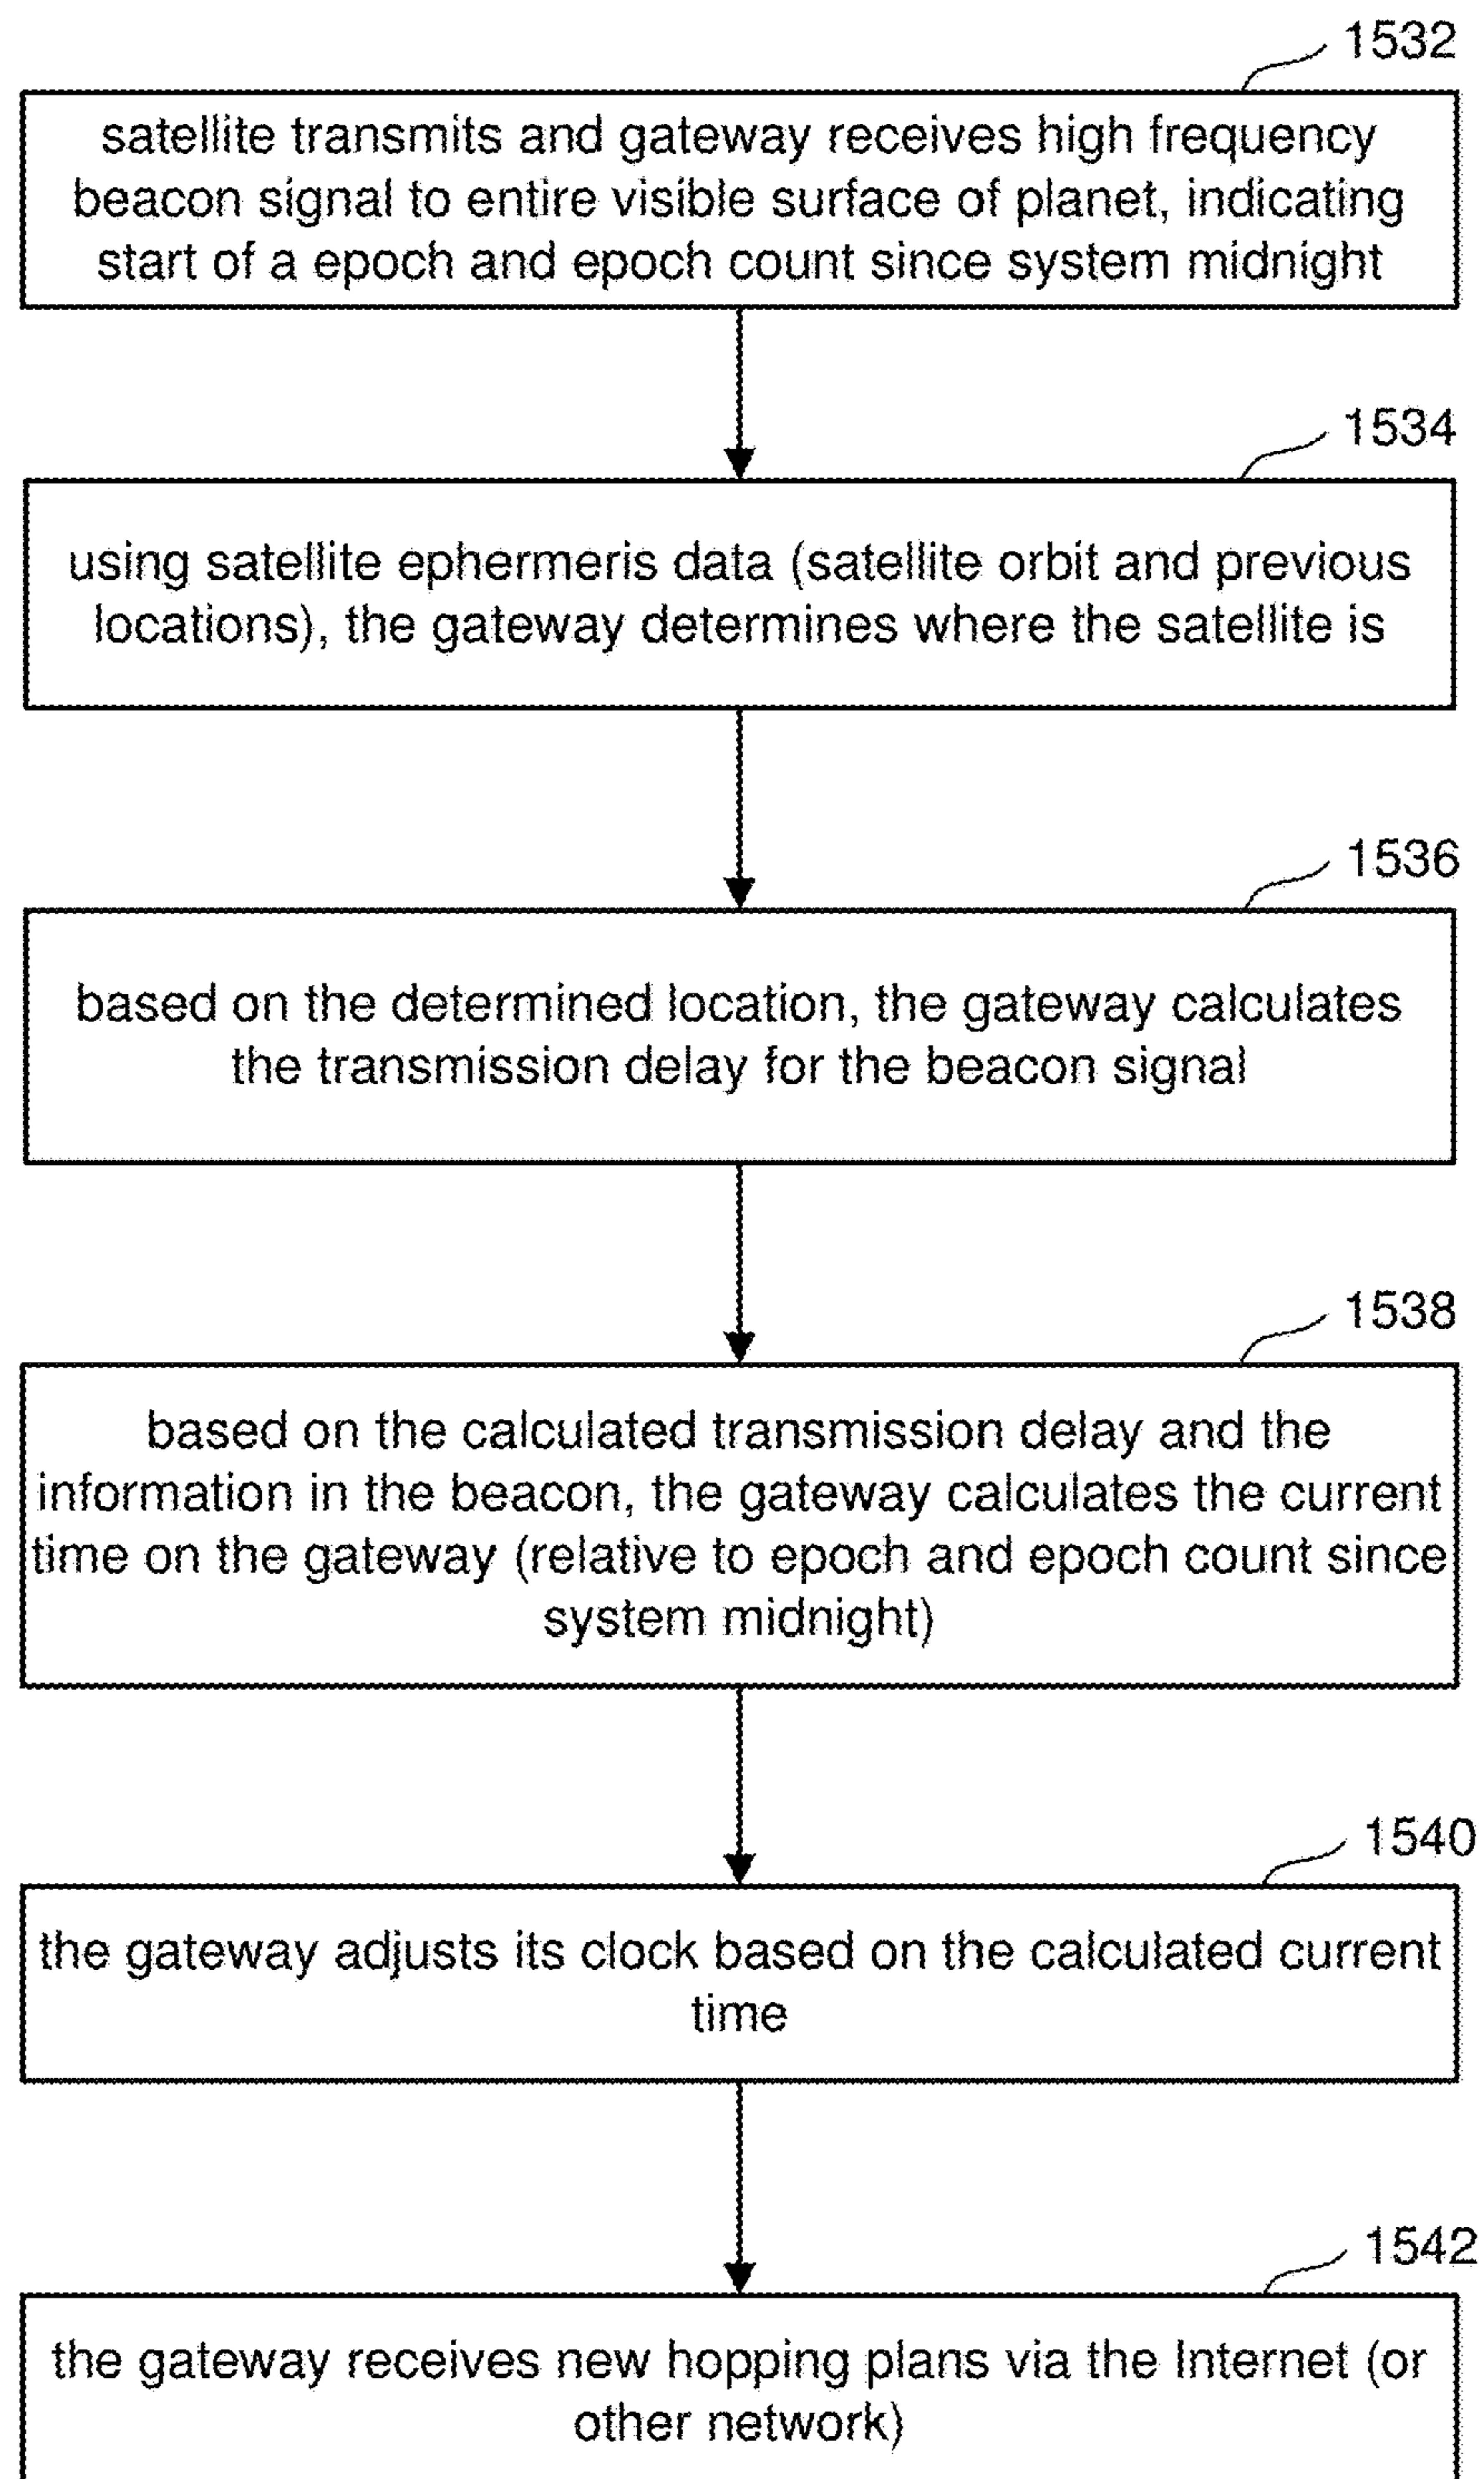 1532
satellite transmits and gateway receives high frequency
beacon signal to entire visible surface of planet, indicating
start of a epoch and epoch count since system midnight
1534
using satellite ephermeris data (satellite orbit and previous
locations), the gateway determines where the satellite is
1536
based on the determined location, the gateway calculates
the transmission delay for the beacon signal
1538
based on the calculated transmission delay and the
information in the beacon, the gateway calculates the current
time on the gateway (relative to epoch and epoch count since
system midnight)
1540
the gateway adjusts its clock based on the calculated current
time
1542
the gateway receives new hopping plans via the Internet (or
other network)